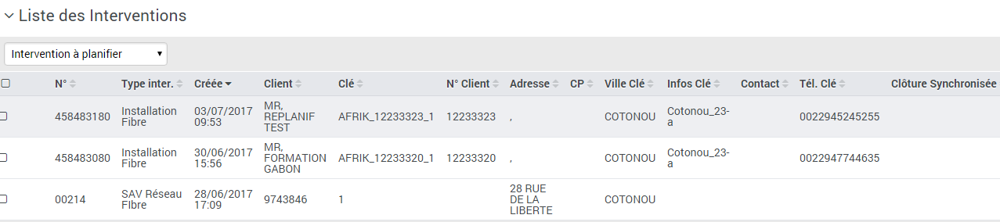 Liste des Interventions
Intervention à planifier
N° Type inter. Créée Client Clé N° Client Adresse CP Ville Clé Infos Clé Contact Tél. Clé Clôture Synchronisée
458483180 Installation Fibre 03/07/2017 09:53 MR, REPLANIF TEST AFRIK_12233323_1 12233323 , COTONOU Cotonou_23-a 0022945245255
458483080 Installation Fibre 30/06/2017 15:56 MR, FORMATION GABON AFRIK_12233320_1 12233320 , COTONOU Cotonou_23-a 0022947744635
00214 SAV Réseau FIbre 28/06/2017 17:09 9743846 1 28 RUE DE LA LIBERTE COTONOU